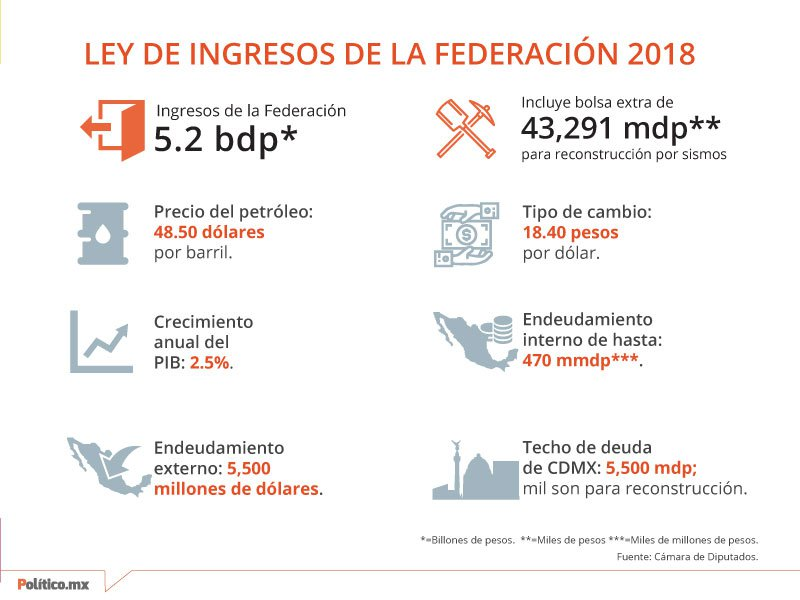 LEY DE INGRESOS DE LA FEDERACIÓN 2018
Ingresos de la Federación
5.2 bdp*
Incluye bolsa extra de
43,291 mdp**
para reconstrucción por sismos
Precio del petróleo:
48.50 dólares
por barril.
Tipo de cambio:
18.40 pesos
por dólar.
Crecimiento
anual del
PIB: 2.5%.
Endeudamiento
interno de hasta:
470 mmdp***.
Endeudamiento
externo: 5,500
millones de dólares.
Techo de deuda
de CDMX: 5,500 mdp;
mil son para reconstrucción.
*=Billones de pesos. **=Miles de pesos ***=Miles de millones de pesos.
Fuente: Cámara de Diputados.
Político.mx